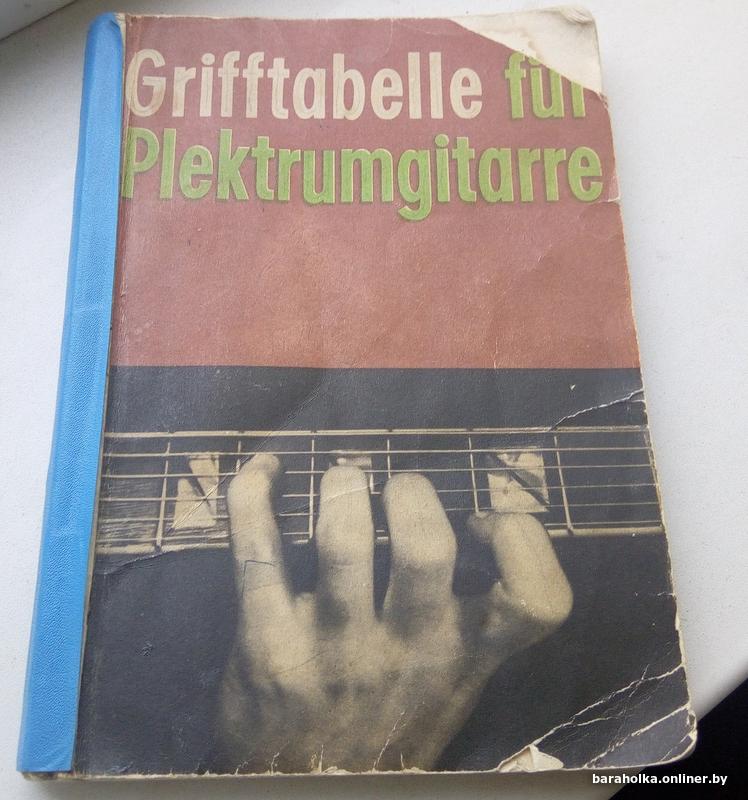 Grifftabelle für
Plektrumgitarre
baraholka.onliner.by